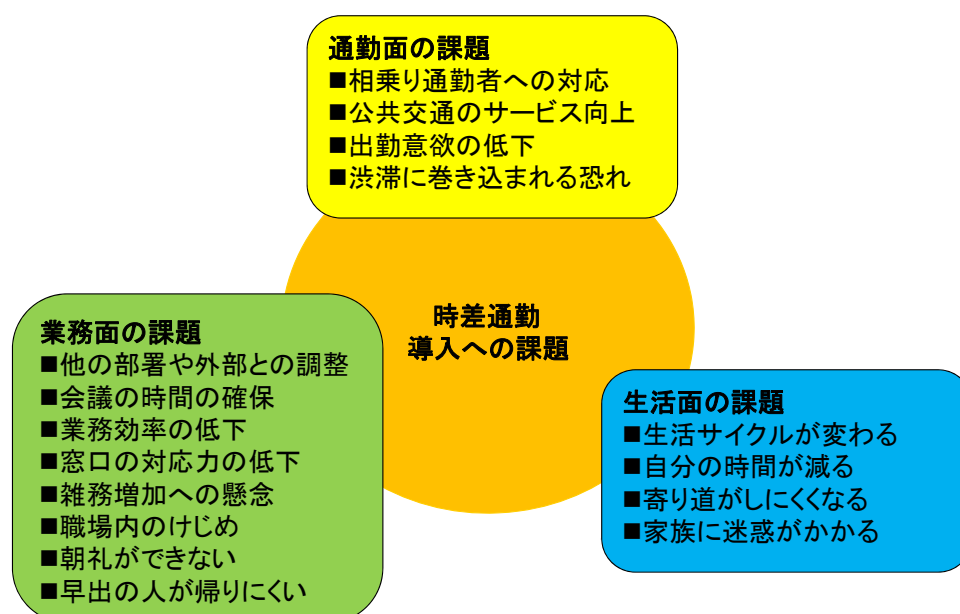 通勤面の課題
■相乗り通勤者への対応
■公共交通のサービス向上
■出勤意欲の低下
■渋滞に巻き込まれる恐れ
時差通勤
導入への課題
業務面の課題
■他の部署や外部との調整
■会議の時間の確保
■業務効率の低下
■窓口の対応力の低下
■雑務増加への懸念
■職場内のけじめ
■朝礼ができない
■早出の人が帰りにくい
生活面の課題
■生活サイクルが変わる
■自分の時間が減る
■寄り道がしにくくなる
■家族に迷惑がかかる